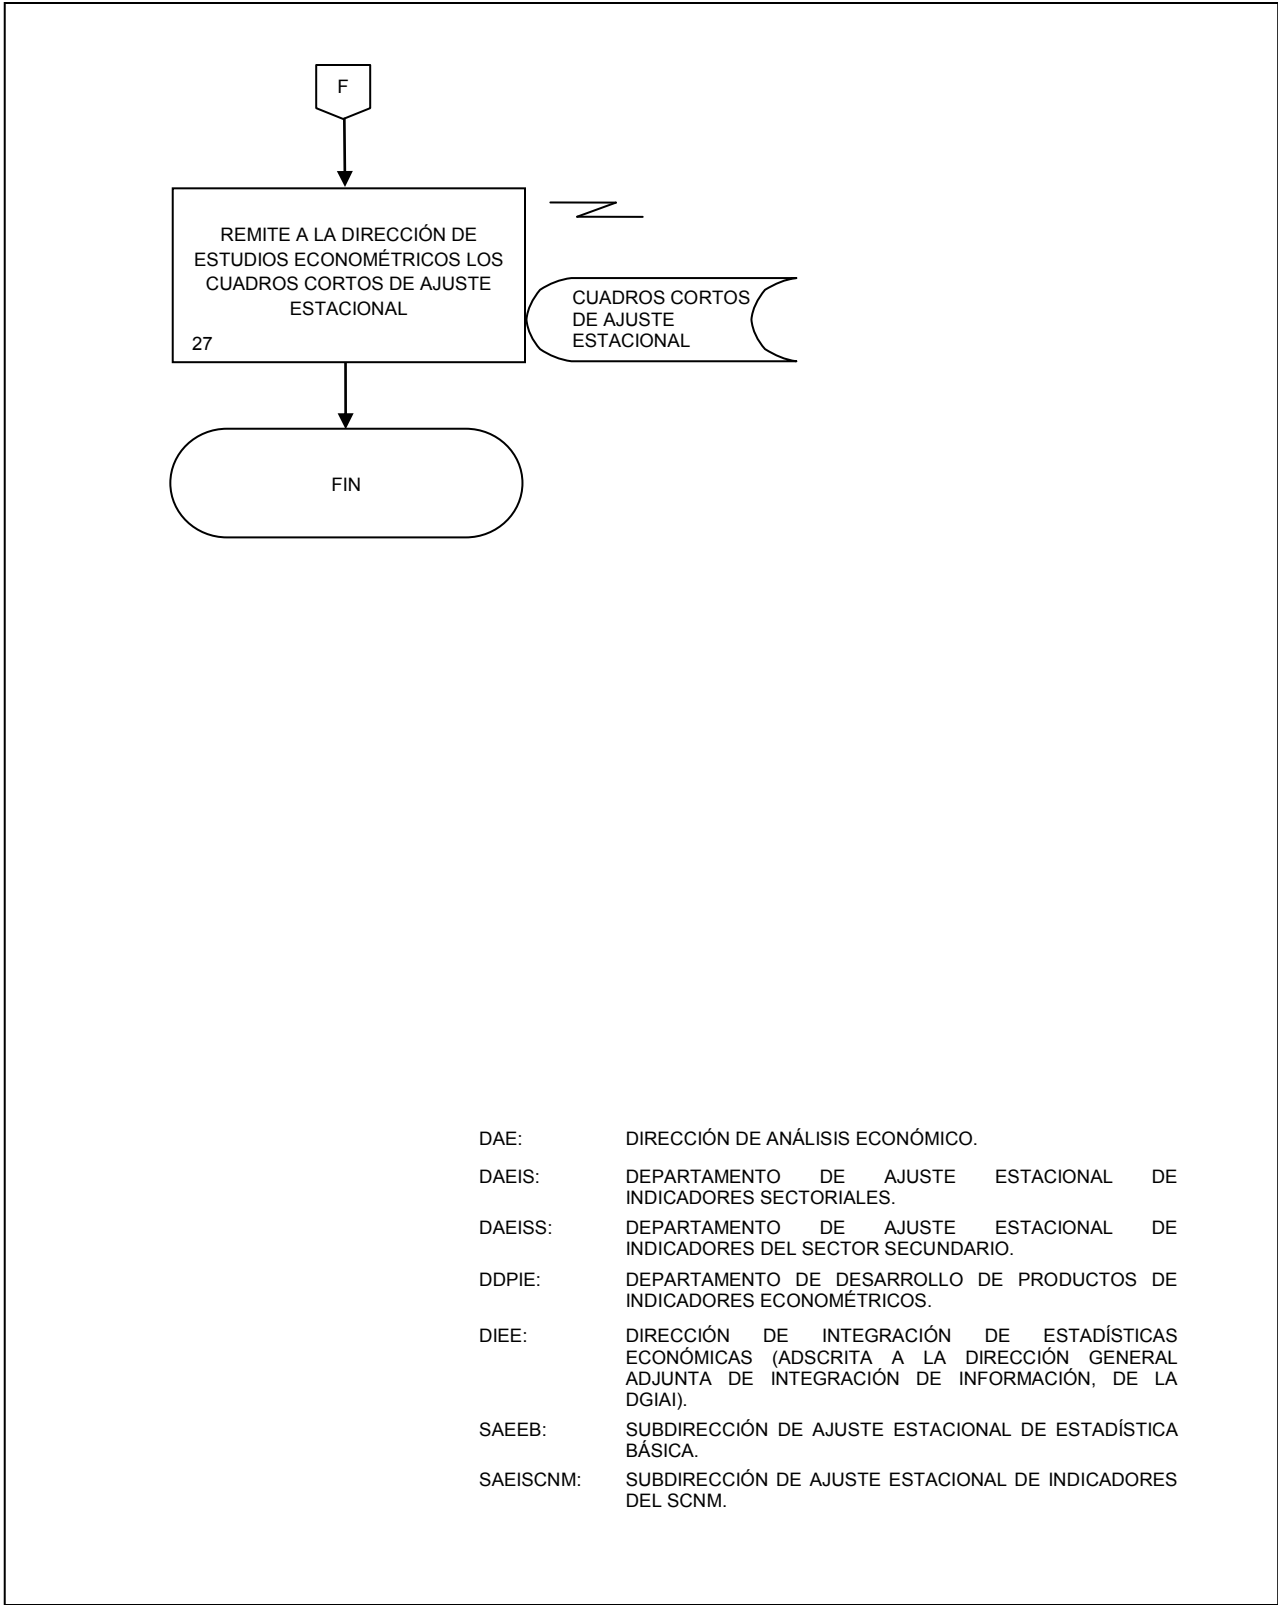 F
REMITE A LA DIRECCIÓN DE
ESTUDIOS ECONOMÉTRICOS LOS
CUADROS CORTOS DE AJUSTE
ESTACIONAL
27
CUADROS CORTOS
DE AJUSTE
ESTACIONAL
FIN
DAE: DIRECCIÓN DE ANÁLISIS ECONÓMICO.
DAEIS: DEPARTAMENTO DE AJUSTE ESTACIONAL DE
INDICADORES SECTORIALES.
DAEISS: DEPARTAMENTO DE AJUSTE ESTACIONAL DE
INDICADORES DEL SECTOR SECUNDARIO.
DDPIE: DEPARTAMENTO DE DESARROLLO DE PRODUCTOS DE
INDICADORES ECONOMÉTRICOS.
DIEE: DIRECCIÓN DE INTEGRACIÓN DE ESTADÍSTICAS
ECONÓMICAS (ADSCRITA A LA DIRECCIÓN GENERAL
ADJUNTA DE INTEGRACIÓN DE INFORMACIÓN, DE LA
DGIAI).
SAEEB: SUBDIRECCIÓN DE AJUSTE ESTACIONAL DE ESTADÍSTICA
BÁSICA.
SAEISCNM: SUBDIRECCIÓN DE AJUSTE ESTACIONAL DE INDICADORES
DEL SCNM.